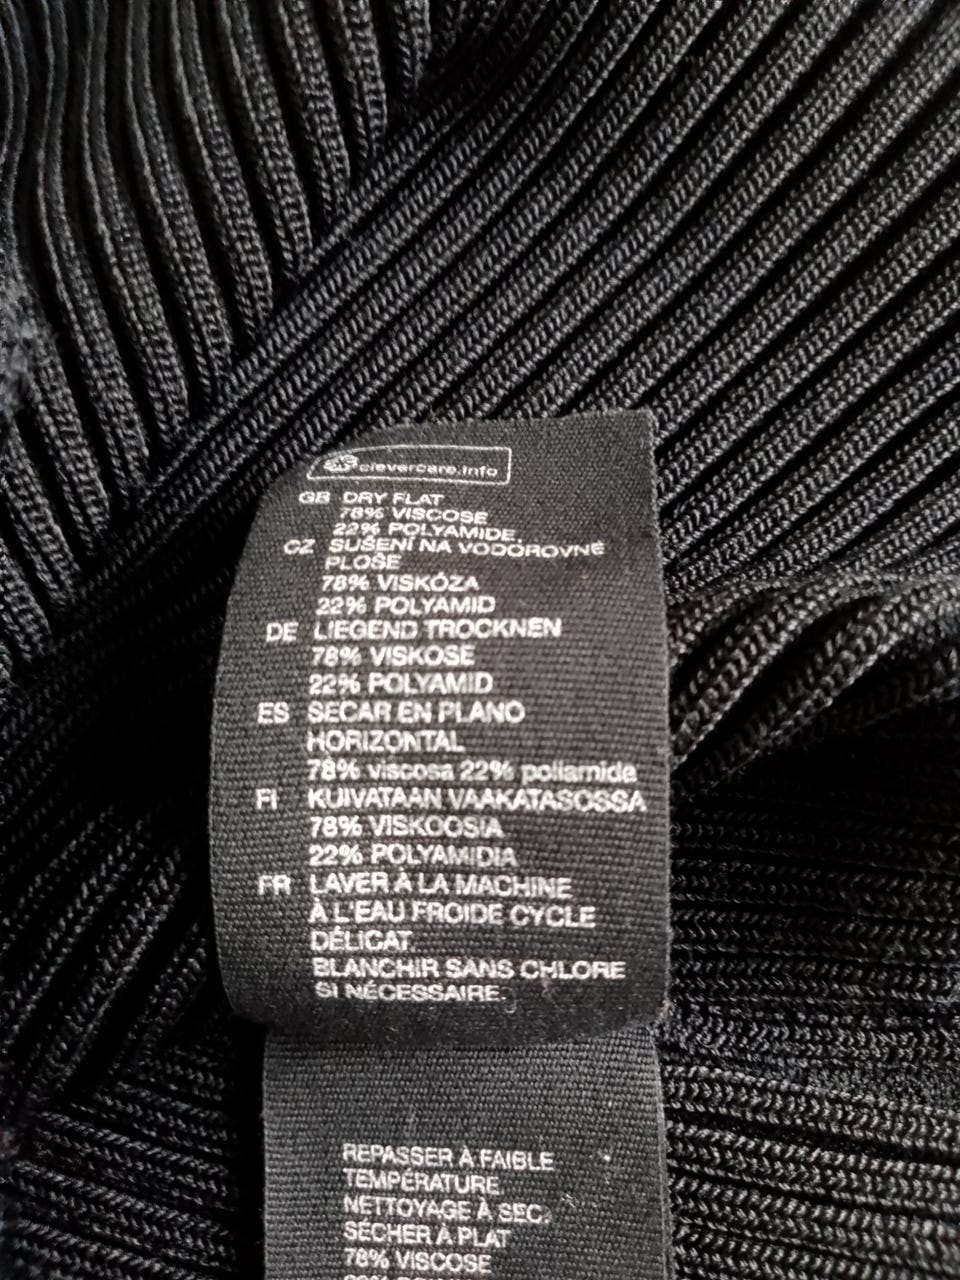 clevercare.info
GB DRY FLAT
78% VISCOSE
22% POLYAMIDE.
CZ SUŠENÍ NA VODOROVNÉ
PLOŠE
78% VISKÓZA
22% POLYAMID
DE LIEGEND TROCKNEN
78% VISKOSE
22% POLYAMID
ES SECAR EN PLANO
HORIZONTAL
78% viscosa 22% poliamide
FI KUIVATAAN VAAKATASOSSA
78% VISKOOSIA
22% POLYAMIDIA
FR LAVER À LA MACHINE
À L'EAU FROIDE CYCLE
DÉLICAT.
BLANCHIR SANS CHLORE
SI NÉCESSAIRE.
REPASSER À FAIBLE
TEMPÉRATURE
NETTOYAGE À SEC.
SÉCHER À PLAT
78% VISCOSE